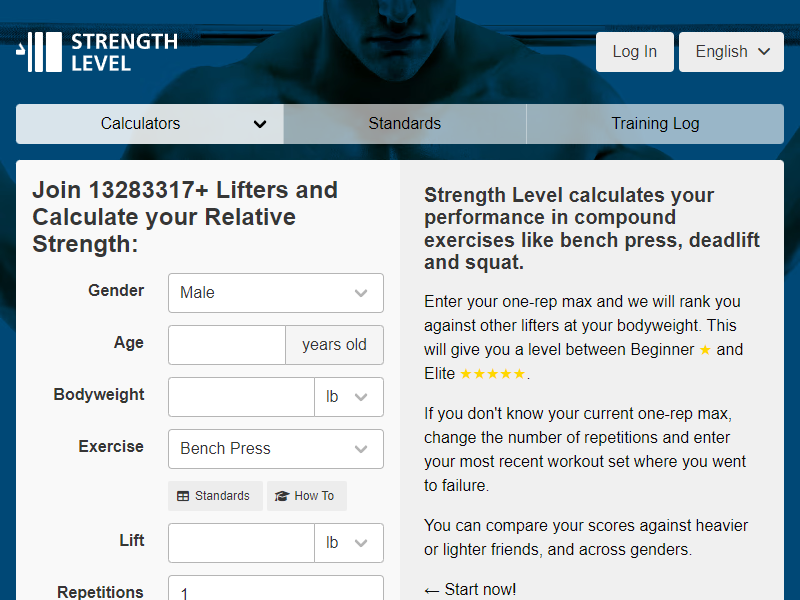 STRENGTH
LEVEL
Log In
English
Calculators
Standards
Training Log
Join 13283317+ Lifters and
Calculate your Relative
Strength:
Gender
Male
Age
years old
Bodyweight
lb
Exercise
Bench Press
Standards
How To
Lift
lb
Repetitions
1
Strength Level calculates your
performance in compound
exercises like bench press, deadlift
and squat.
Enter your one-rep max and we will rank you
against other lifters at your bodyweight. This
will give you a level between Beginner ★ and
Elite ★★★★★.
If you don't know your current one-rep max,
change the number of repetitions and enter
your most recent workout set where you went
to failure.
You can compare your scores against heavier
or lighter friends, and across genders.
← Start now!